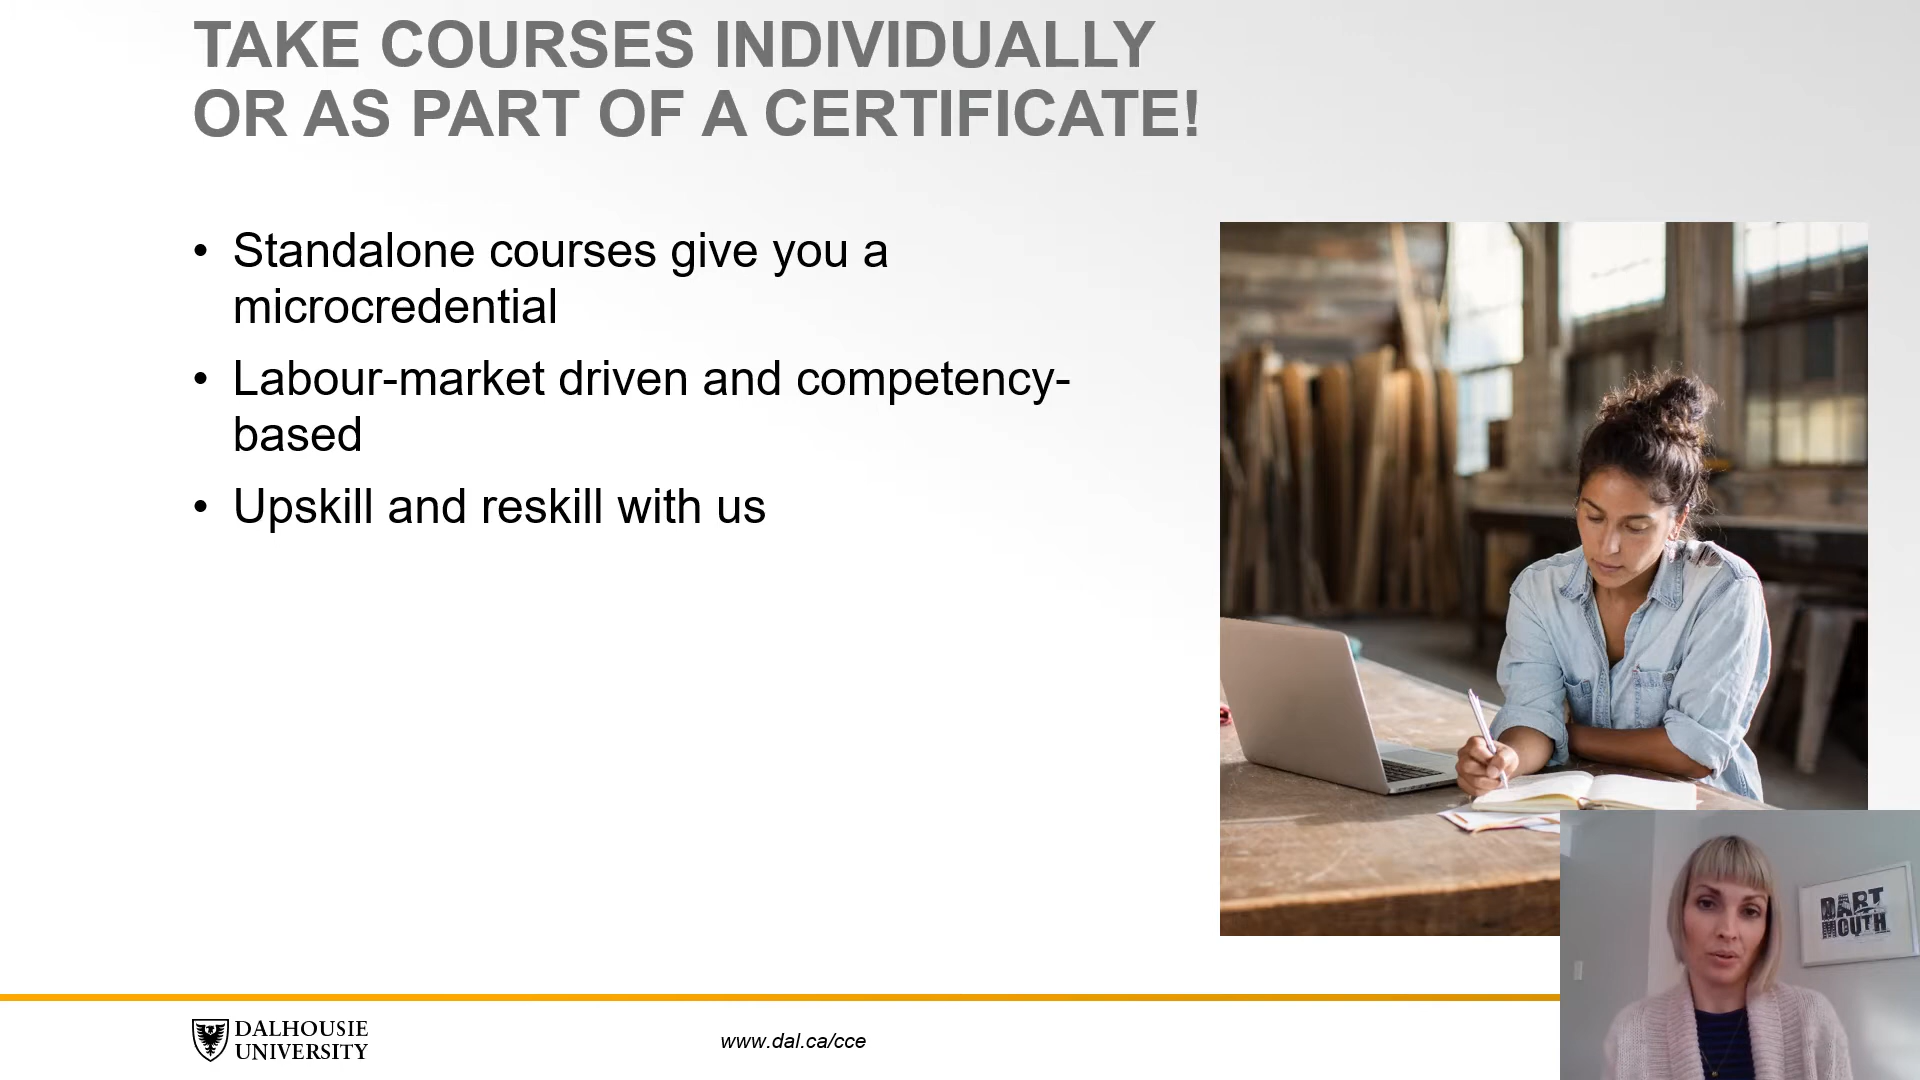 TAKE COURSES INDIVIDUALLY
OR AS PART OF A CERTIFICATE!
• Standalone courses give you a
microcredential
• Labour-market driven and competency-
based
• Upskill and reskill with us
DART
MOUTH
DALHOUSIE
UNIVERSITY
www.dal.ca/cce